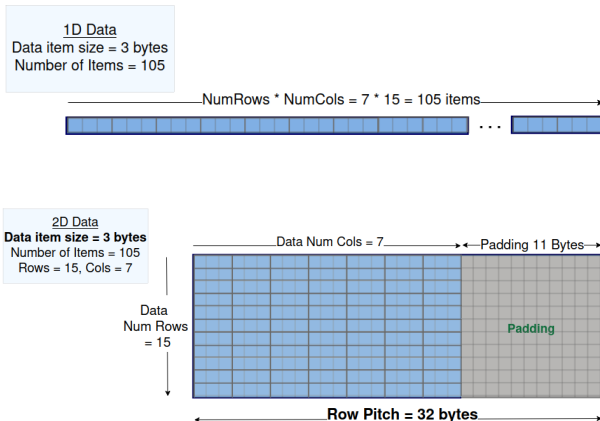 1D Data
Data item size = 3 bytes
Number of Items = 105
NumRows * NumCols = 7 * 15 = 105 items
...
2D Data
Data item size = 3 bytes
Number of Items = 105
Rows = 15, Cols = 7
Data Num Cols = 7
Padding 11 Bytes
Data
Num Rows
= 15
Padding
Row Pitch = 32 bytes